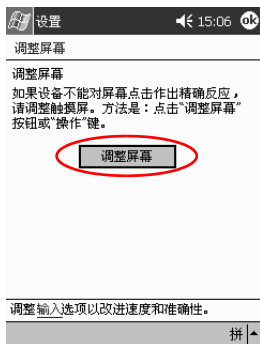 设置 15:06 ok
调整屏幕
调整屏幕
如果设备不能对屏幕点击作出精确反应，
请调整触摸屏。方法是：点击"调整屏幕"
按钮或"操作"键。
调整屏幕
调整输入选项以改进速度和准确性。
拼